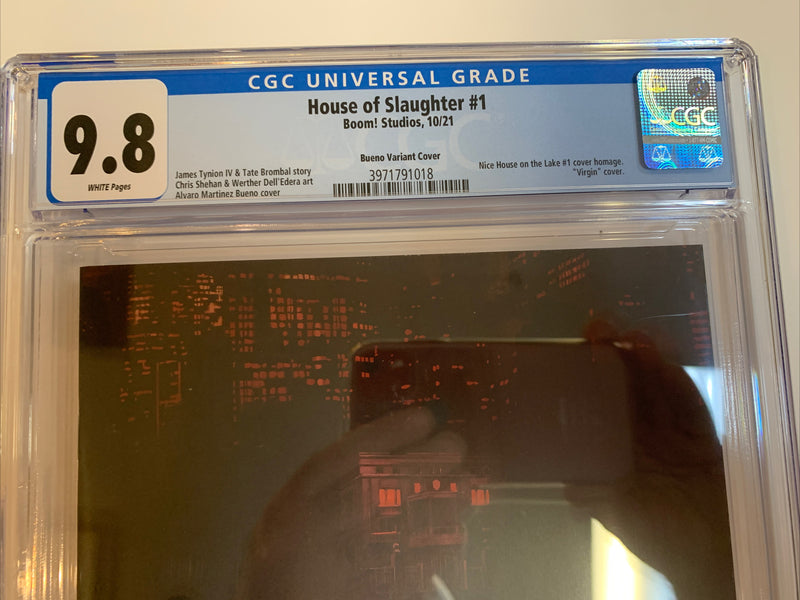 CGC UNIVERSAL GRADE
9.8
WHITE Pages
House of Slaughter #1
Boom! Studios, 10/21
Bueno Variant Cover
James Tynion IV & Tate Brombal story
Chris Shehan & Werther Dell'Edera art
Alvaro Martinez Bueno cover
3971791018
Nice House on the Lake #1 cover homage.
"Virgin" cover.
CGC